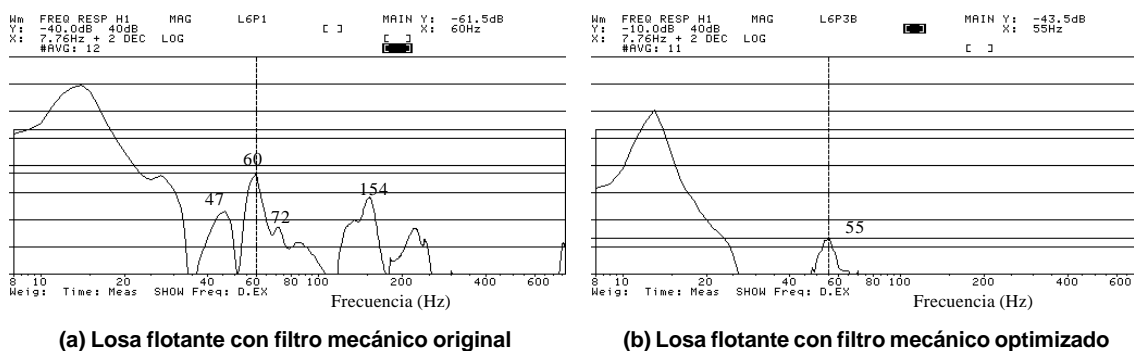 Wm FREQ RESP H1 MAG L6P1 MAIN Y: -61.5dB
Y: -40.0dB 40dB [ ] X: 60Hz
X: 7.76Hz + 2 DEC LOG [ ]
#AVG: 12
60
47
72
154
8 10 20 40 60 80 100 200 400 600
Weig: Time: Meas SHOW Freq: D.EX
Frecuencia (Hz)
(a) Losa flotante con filtro mecánico original
Wm FREQ RESP H1 MAG L6P3B MAIN Y: -43.5dB
Y: -10.0dB 40dB X: 55Hz
X: 7.76Hz + 2 DEC LOG
#AVG: 11 [ ]
55
8 10 20 40 60 80 100 200 400 600
Weig: Time: Meas SHOW Freq: D.EX
Frecuencia (Hz)
(b) Losa flotante con filtro mecánico optimizado